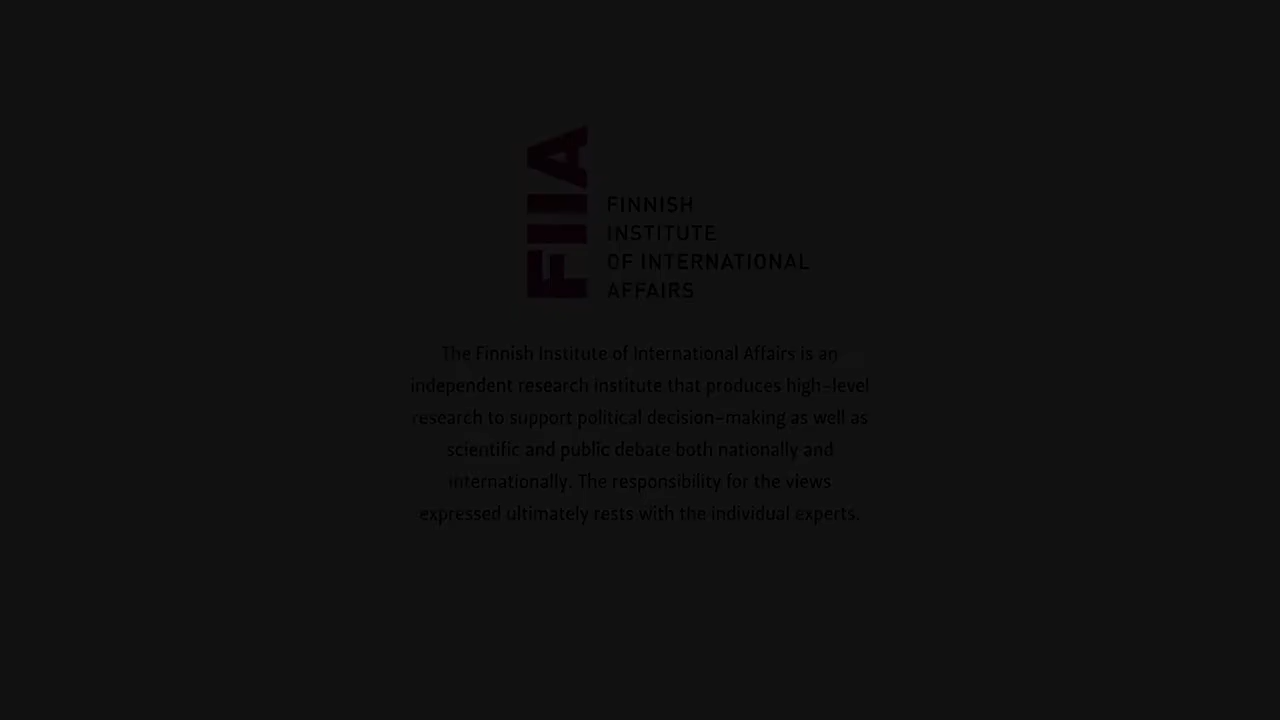 FIIA
FINNISH
INSTITUTE
OF INTERNATIONAL
AFFAIRS
The Finnish Institute of International Affairs is an
independent research institute that produces high-level
research to support political decision-making as well as
scientific and public debate both nationally and
internationally. The responsibility for the views
expressed ultimately rests with the individual experts.